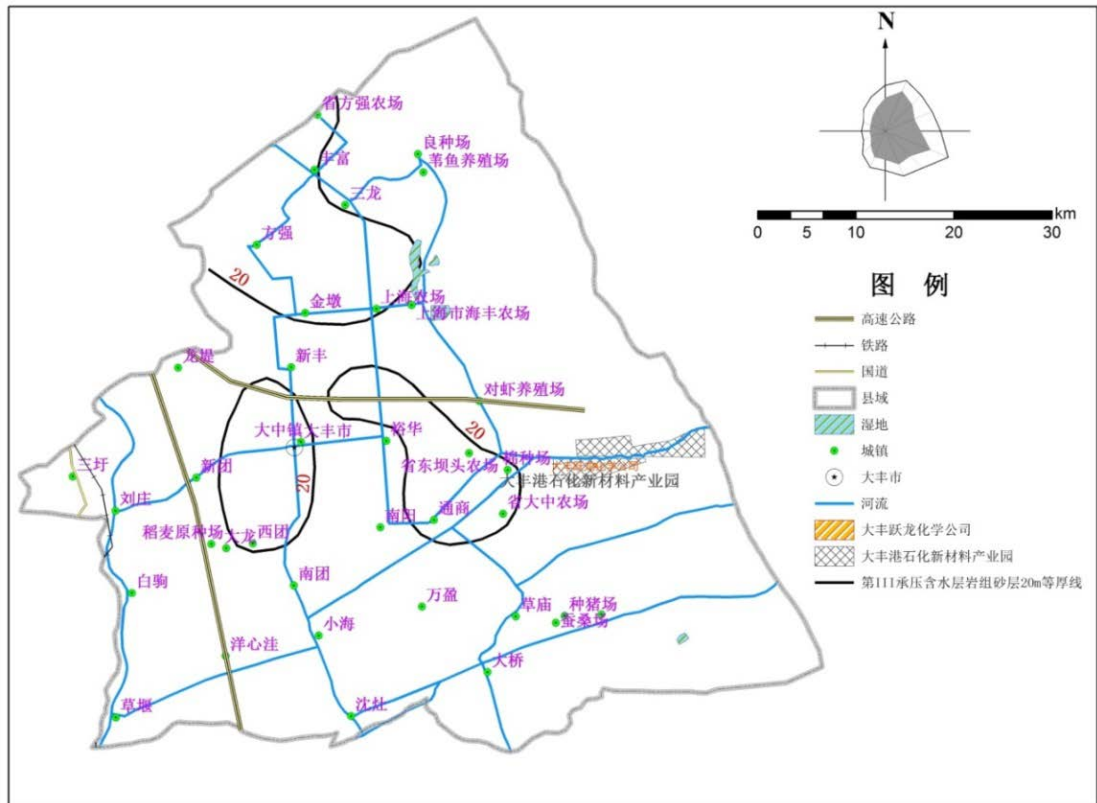 N
km
0 5 10 20 30
图 例
高速公路
铁路
国道
县域
湿地
城镇
大丰市
河流
大丰跃龙化学公司
大丰港石化新材料产业园
第III承压含水层岩组砂层20m等厚线
省方强农场
良种场
苇鱼养殖场
丰富
三龙
方强
20
金墩
上海农场
上海市海丰农场
龙堤
新丰
对虾养殖场
20
大中镇大丰市
裕华
三圩
新团
20
省东坝头农场
棉种场
大丰港石化新材料产业园
刘庄
省大中农场
通商
南阳
稻麦原种场
大龙
西团
白驹
南团
万盈
草庙
种猪场
蚕桑场
小海
洋心洼
大桥
草堰
沈灶